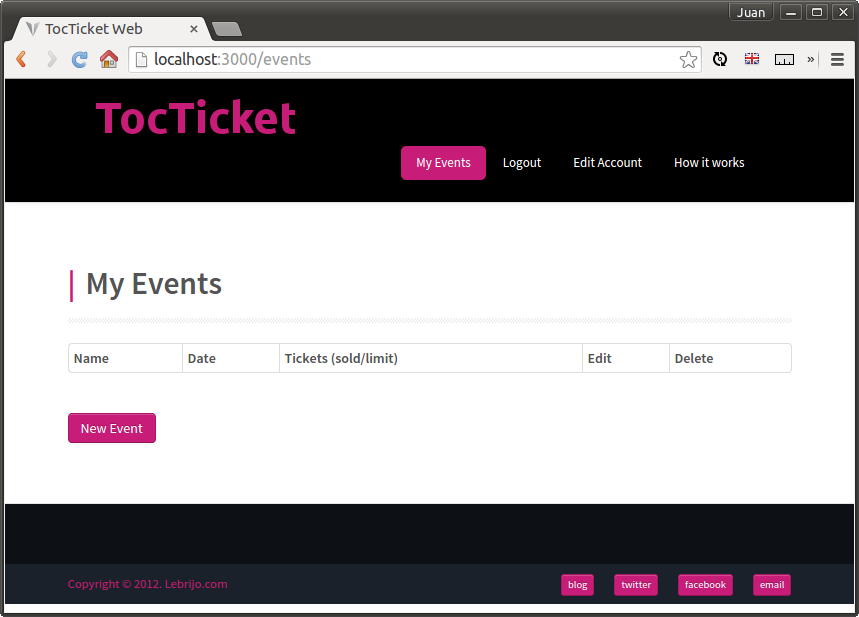 Juan
TocTicket Web
localhost:3000/events
TocTicket
My Events Logout Edit Account How it works
My Events
Name Date Tickets (sold/limit) Edit Delete
New Event
Copyright © 2012. Lebrijo.com blog twitter facebook email